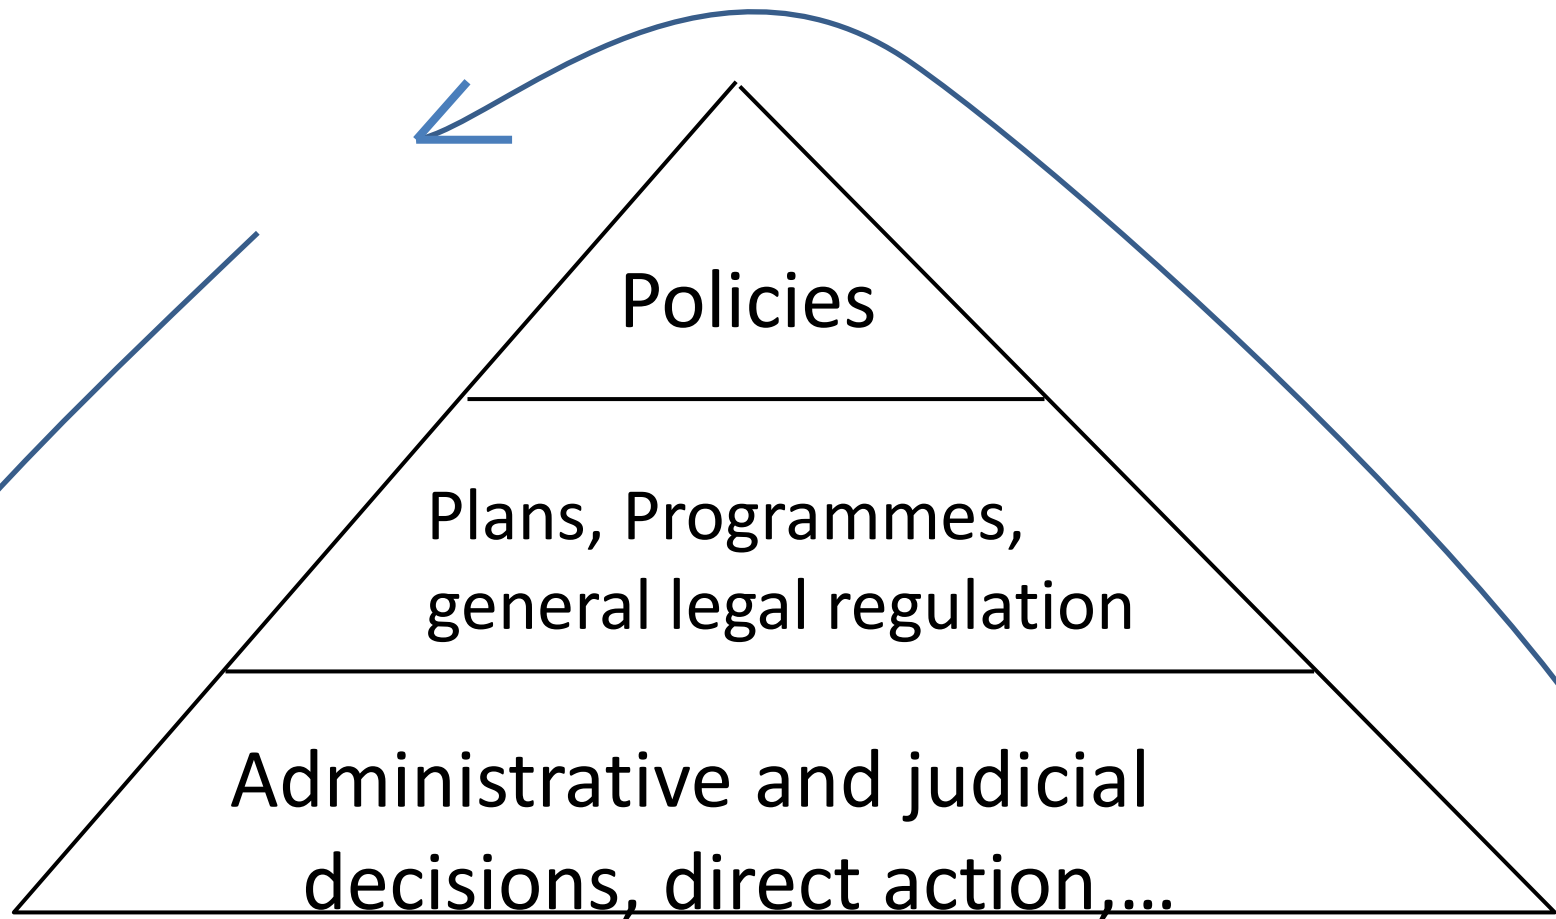 Policies
Plans, Programmes,
general legal regulation
Administrative and judicial
decisions, direct action,...